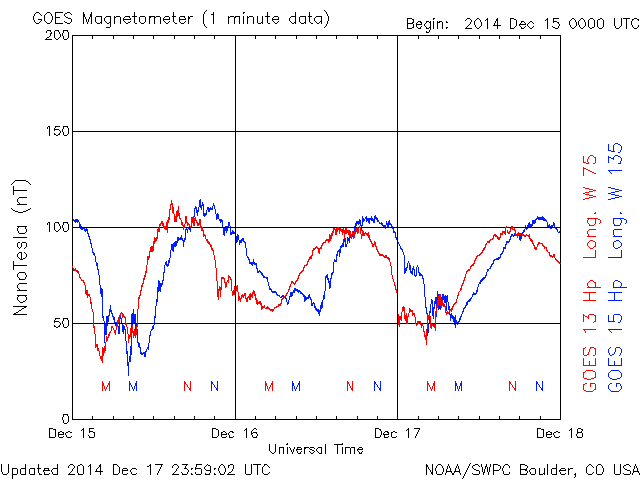 GOES Magnetometer (1 minute data)
Begin: 2014 Dec 15 0000 UTC
200
150
100
50
0
NanoTesla (nT)
M M N N M M N N M M N N
Dec 15 Dec 16 Dec 17 Dec 18
Universal Time
GOES 13 Hp Long. W 75
GOES 15 Hp Long. W 135
Updated 2014 Dec 17 23:59:02 UTC
NOAA/SWPC Boulder, CO USA